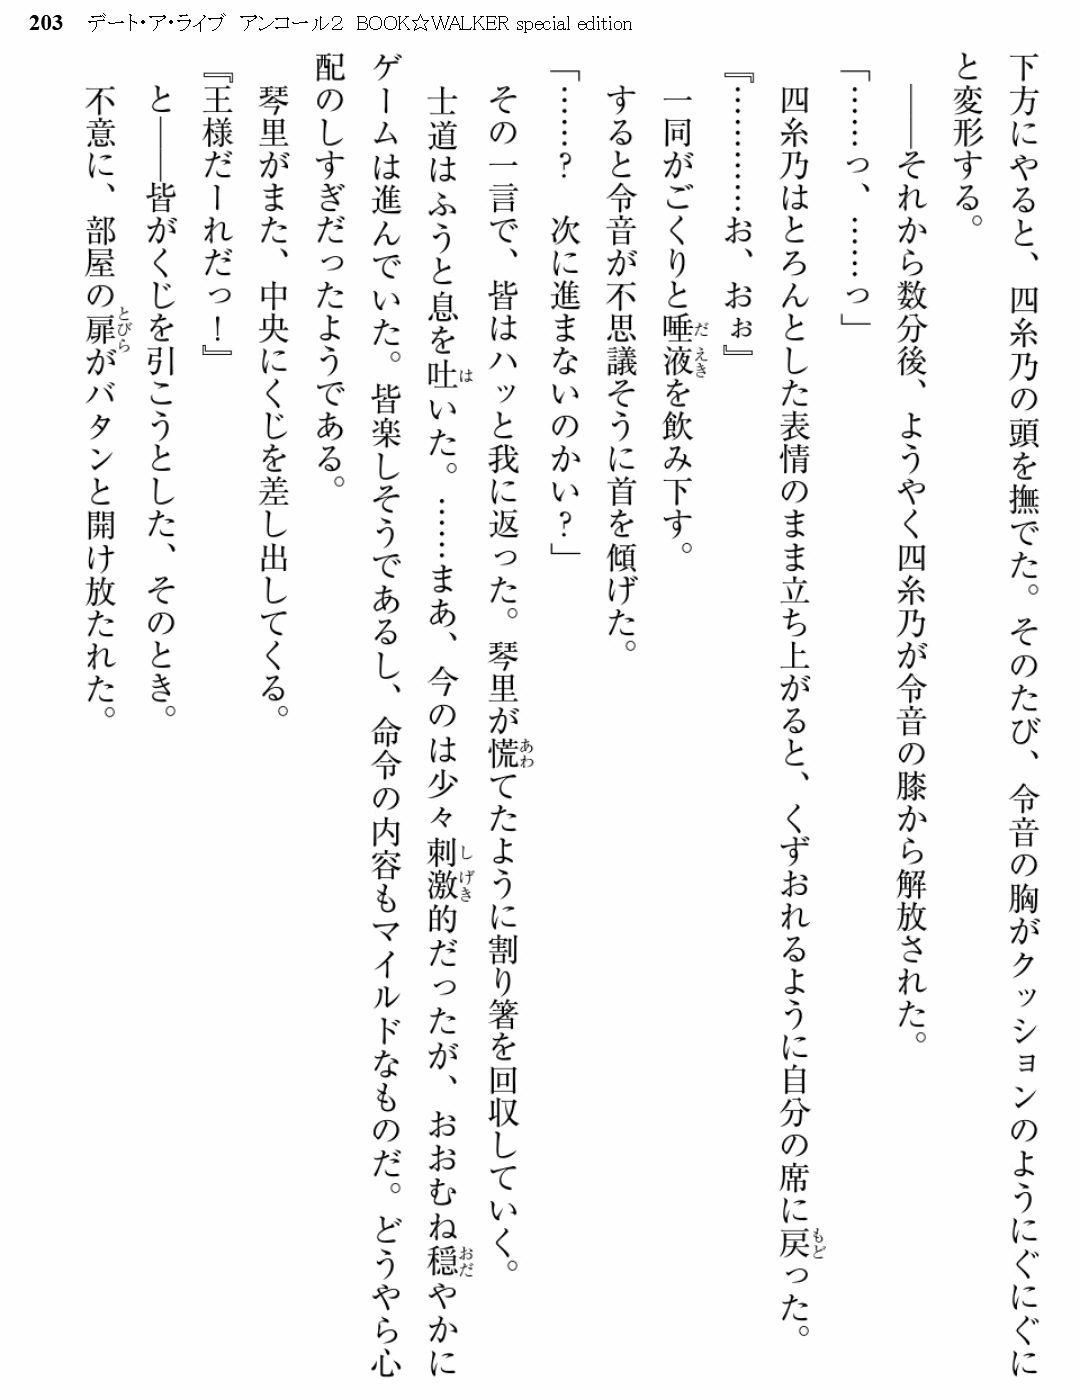 203 デート・ア・ライブ アンコール2 BOOK☆WALKER special edition
下方にやると、四糸乃の頭を撫でた。そのたび、令音の胸がクッションのようにぐにぐに
と変形する。
――それから数分後、ようやく四糸乃が令音の膝から解放された。
「……っ、……っ」
四糸乃はとろんとした表情のまま立ち上がると、くずおれるように自分の席に戻った。
『…………お、おぉ』
一同がごくりと唾液を飲み下す。
すると令音が不思議そうに首を傾げた。
「……? 次に進まないのかい?」
その一言で、皆はハッと我に返った。琴里が慌てたように割り箸を回収していく。
士道はふうと息を吐いた。……まあ、今のは少々刺激的だったが、おおむね穏やかに
ゲームは進んでいた。皆楽しそうであるし、命令の内容もマイルドなものだ。どうやら心
配のしすぎだったようである。
琴里がまた、中央にくじを差し出してくる。
『王様だーれだっ!』
と――皆がくじを引こうとした、そのとき。
不意に、部屋の扉がバタンと開け放たれた。